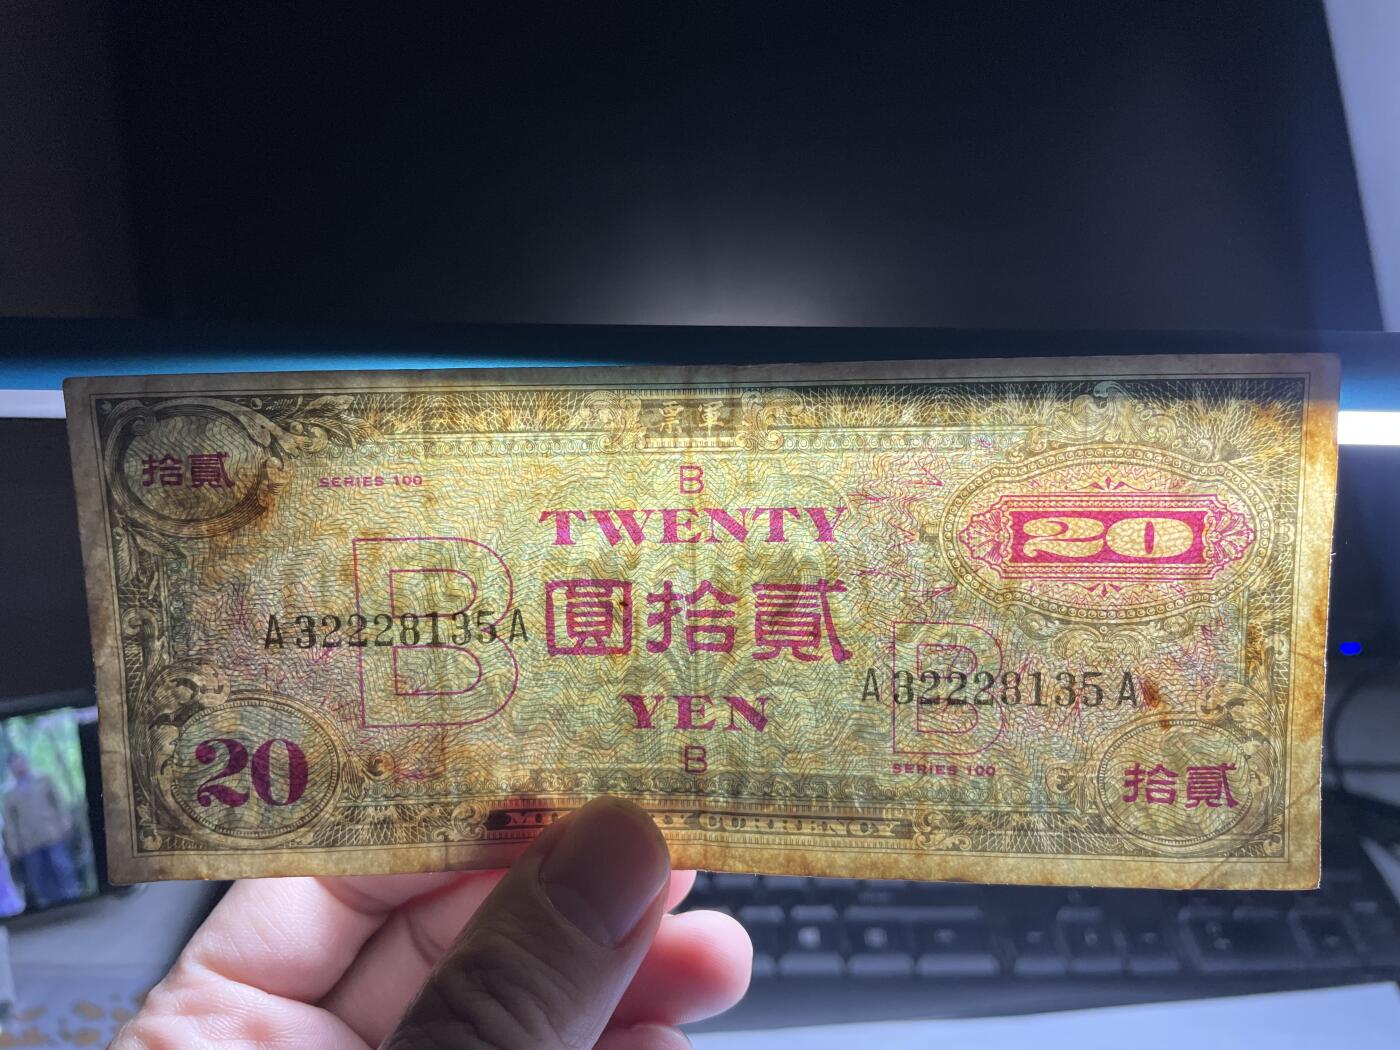 票軍
拾貳
SERIES 100
B
TWENTY
20
B
圓拾貳
A32228135A
YEN
B
A32228135A
B
SERIES 100
20
拾貳
CURRENCY